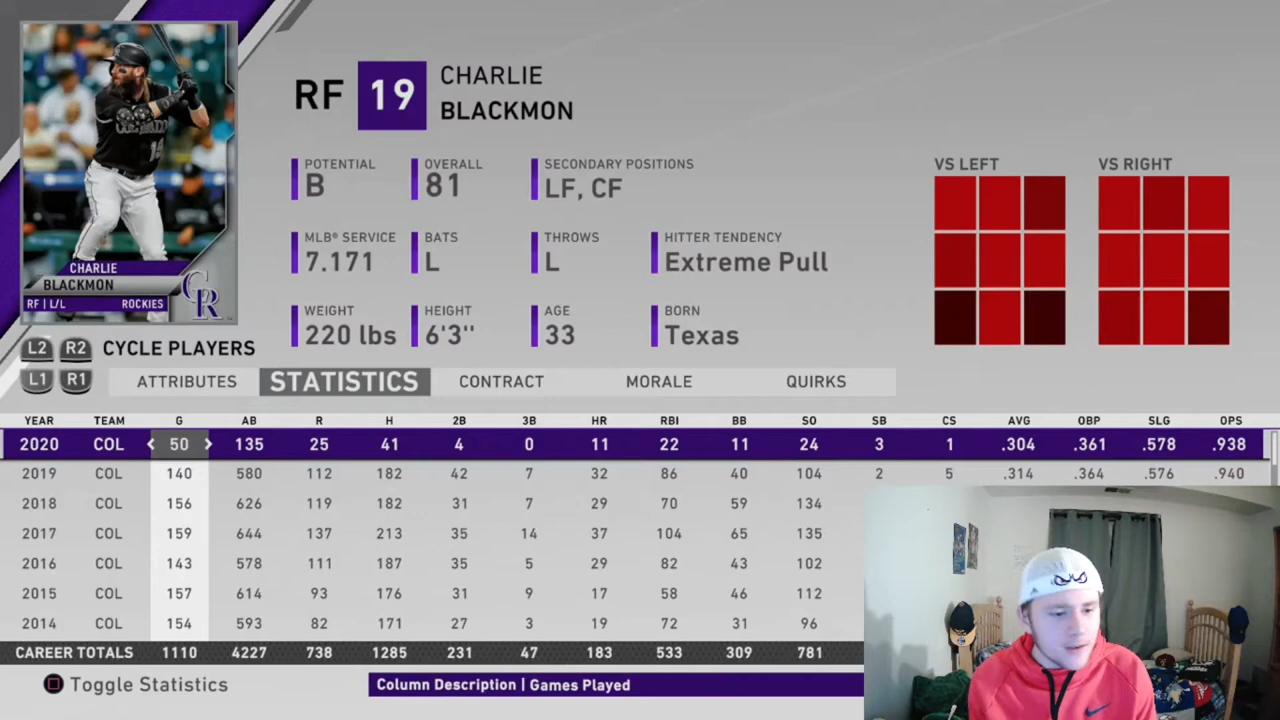 RF 19 CHARLIE BLACKMON
COLORADO
19
CHARLIE
BLACKMON
RF | L/L ROCKIES
CR
POTENTIAL OVERALL SECONDARY POSITIONS
B 81 LF, CF
MLB® SERVICE BATS THROWS HITTER TENDENCY
7.171 L L Extreme Pull
WEIGHT HEIGHT AGE BORN
220 lbs 6'3'' 33 Texas
VS LEFT VS RIGHT
L2 R2 CYCLE PLAYERS
L1 R1 ATTRIBUTES STATISTICS CONTRACT MORALE QUIRKS
YEAR TEAM G AB R H 2B 3B HR RBI BB SO SB CS AVG OBP SLG OPS
2020 COL < 50 > 135 25 41 4 0 11 22 11 24 3 1 .304 .361 .578 .938
2019 COL 140 580 112 182 42 7 32 86 40 104 2 5 .314 .364 .576 .940
2018 COL 156 626 119 182 31 7 29 70 59 134
2017 COL 159 644 137 213 35 14 37 104 65 135
2016 COL 143 578 111 187 35 5 29 82 43 102
2015 COL 157 614 93 176 31 9 17 58 46 112
2014 COL 154 593 82 171 27 3 19 72 31 96
CAREER TOTALS 1110 4227 738 1285 231 47 183 533 309 781
Toggle Statistics
Column Description | Games Played